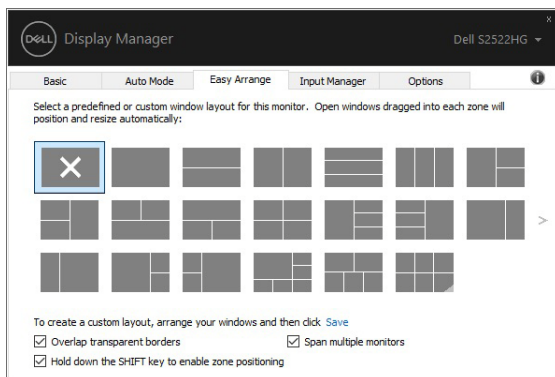 DELL Display Manager Dell S2522HG
x
Basic Auto Mode Easy Arrange Input Manager Options
Select a predefined or custom window layout for this monitor. Open windows dragged into each zone will
position and resize automatically:
To create a custom layout, arrange your windows and then click Save
Overlap transparent borders Span multiple monitors
Hold down the SHIFT key to enable zone positioning